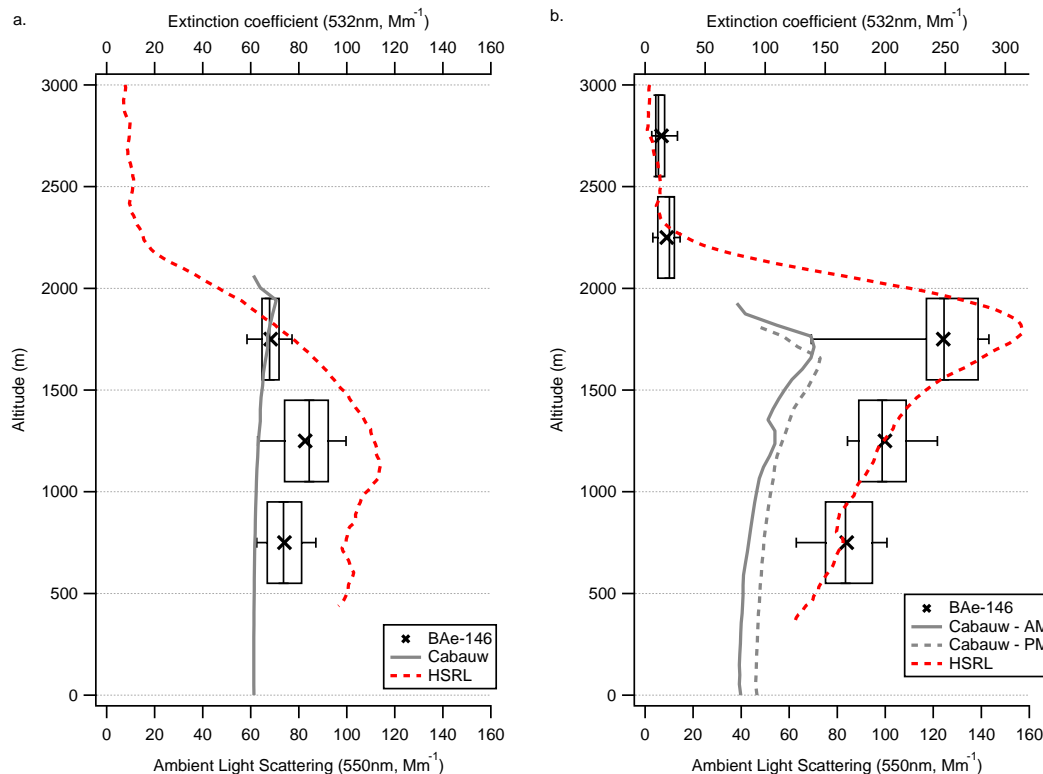 a.
Extinction coefficient (532nm, Mm⁻¹)
0 20 40 60 80 100 120 140 160
3000
2500
2000
1500
1000
500
0
Altitude (m)
BAe-146
Cabauw
HSRL
0 20 40 60 80 100 120 140 160
Ambient Light Scattering (550nm, Mm⁻¹)
b.
Extinction coefficient (532nm, Mm⁻¹)
0 50 100 150 200 250 300
3000
2500
2000
1500
1000
500
0
Altitude (m)
BAe-146
Cabauw - AM
Cabauw - PM
HSRL
0 20 40 60 80 100 120 140 160
Ambient Light Scattering (550nm, Mm⁻¹)